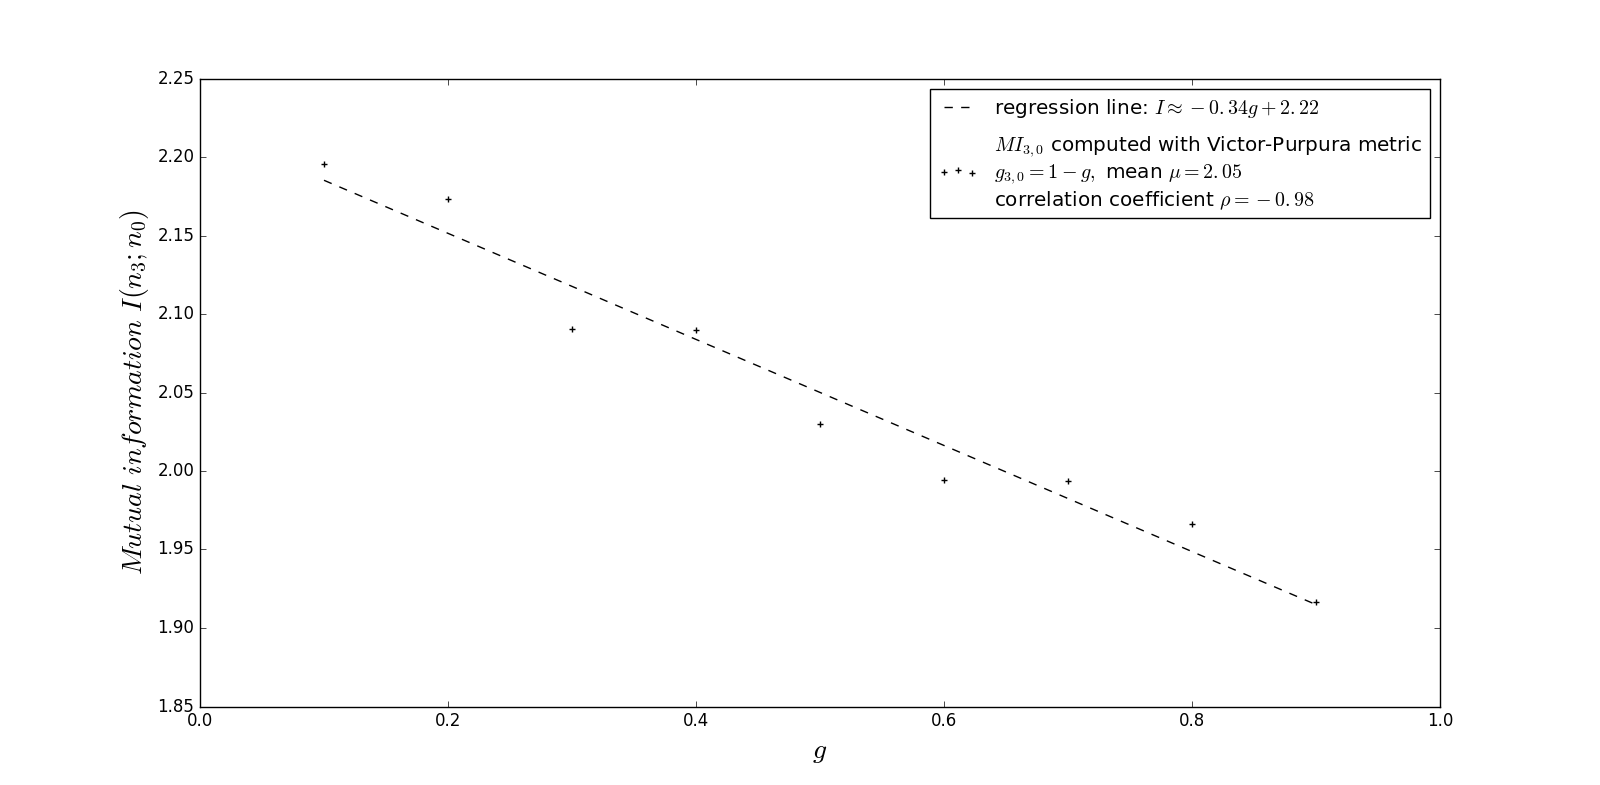 2.25
2.20
2.15
2.10
2.05
2.00
1.95
1.90
1.85
0.0 0.2 0.4 0.6 0.8 1.0
g
Mutual information I(n₃; n₀)
regression line: I ≈ −0.34g + 2.22
MI₃,₀ computed with Victor-Purpura metric
g₃,₀ = 1 − g, mean μ = 2.05
correlation coefficient ρ = −0.98